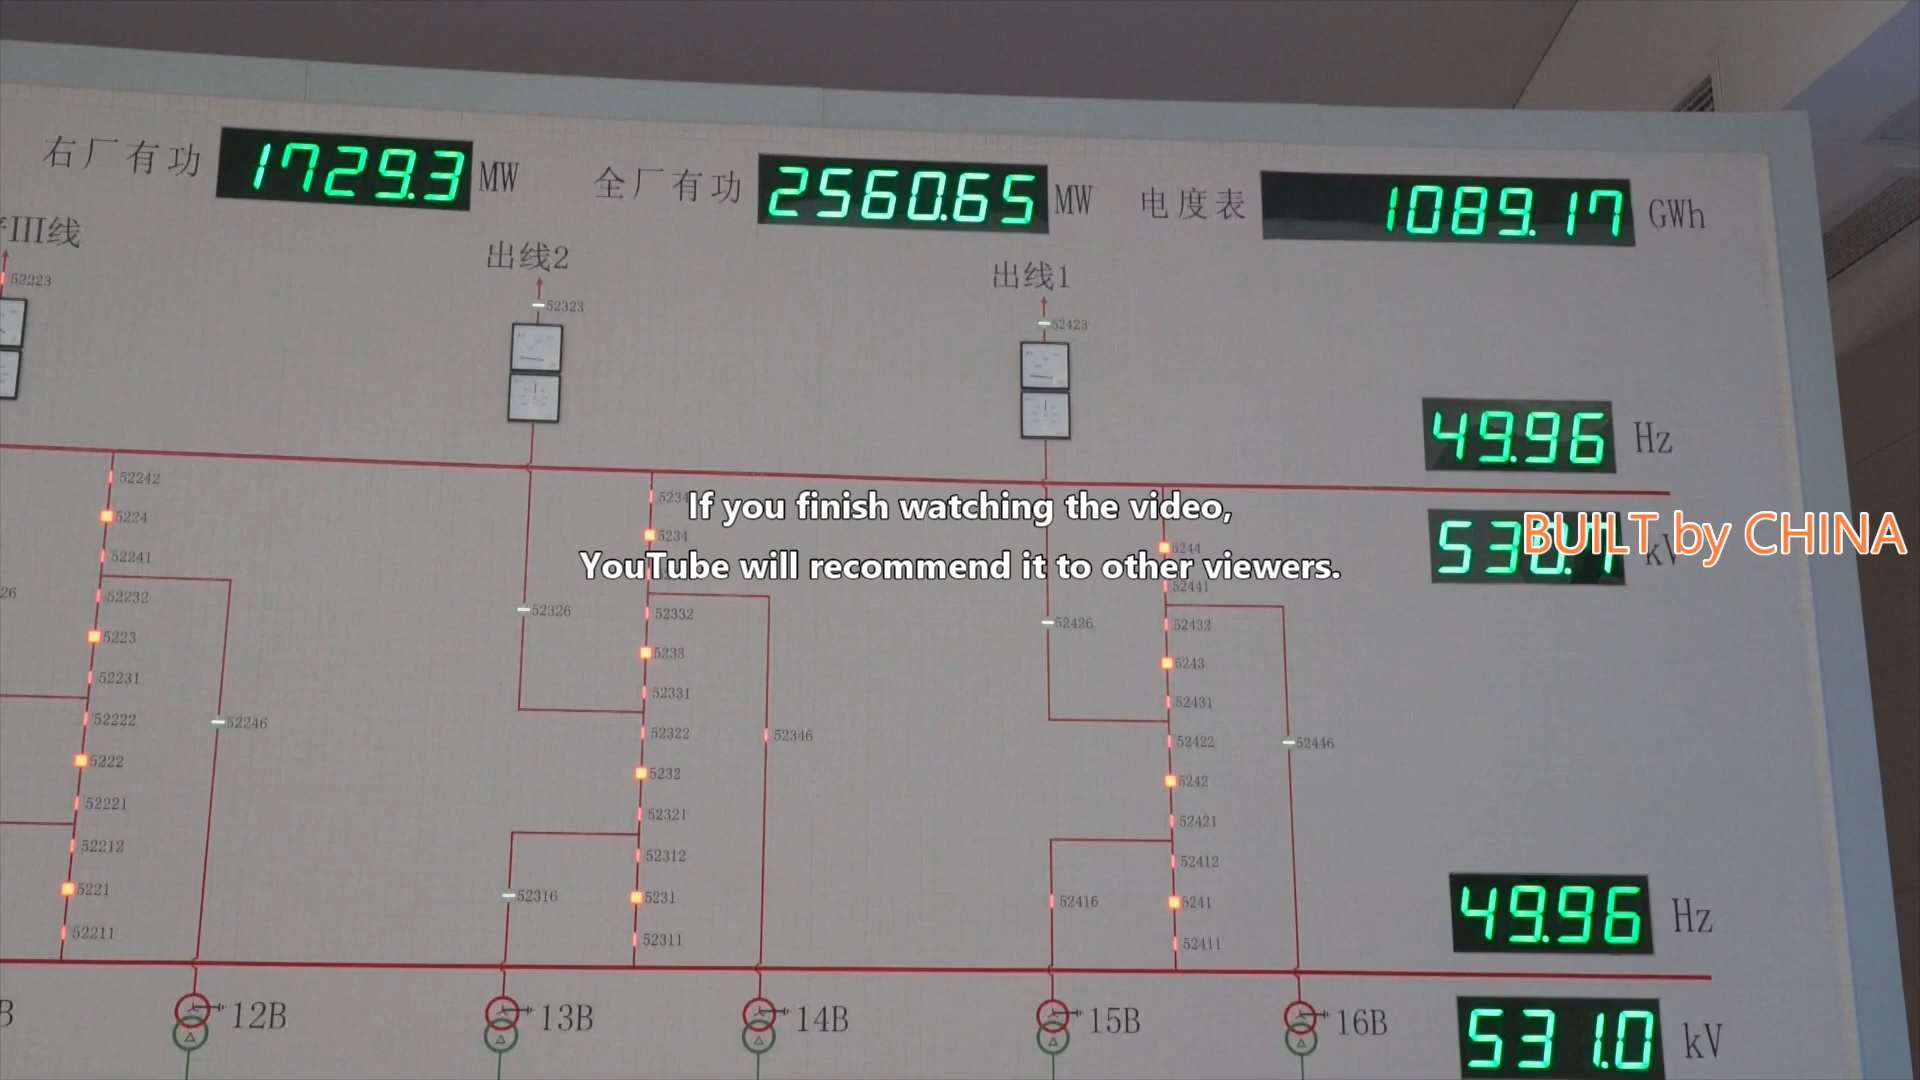 右厂有功 1729.3 MW
全厂有功 2560.65 MW
电度表 1089.17 GWh
III线
出线2
出线1
52223
52323
52423
49.96 Hz
52242
5224
52241
52232
5223
52231
52222
5222
52221
52212
5221
52211
52246
26
5234
52332
5233
52331
52322
5232
52321
52312
5231
52311
52326
52316
52346
5244
52441
52432
5243
52431
52422
5242
52421
52412
5241
52411
52426
52416
52446
If you finish watching the video,
YouTube will recommend it to other viewers.
530.1 kV
BUILT by CHINA
49.96 Hz
B
12B
13B
14B
15B
16B
531.0 kV